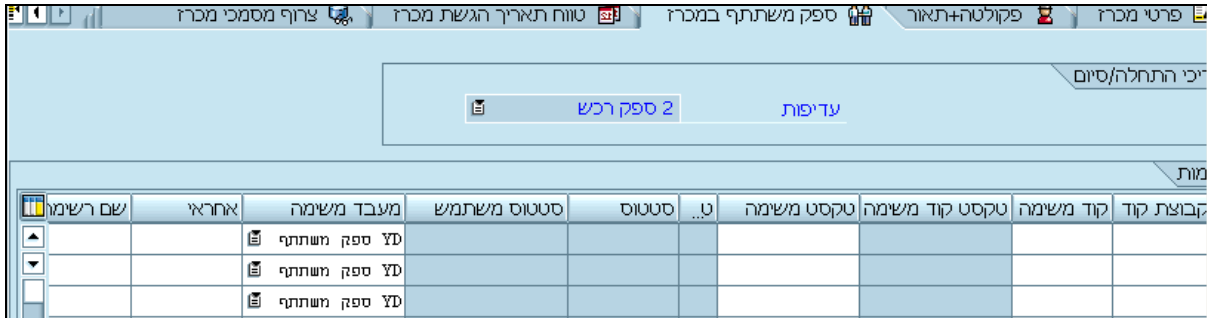 פרטי מכרז פקולטה+תאור ספק משתתף במכרז טווח תאריך הגשת מכרז צרוף מסמכי מכרז
ריכי התחלה/סיום
עדיפות 2 ספק רכש
מות
קבוצת קוד קוד משימה טקסט קוד משימה טקסט משימה ט.. סטטוס סטטוס משתמש מעבד משימה אחראי שם רשימה
YD ספק משתתף
YD ספק משתתף
YD ספק משתתף